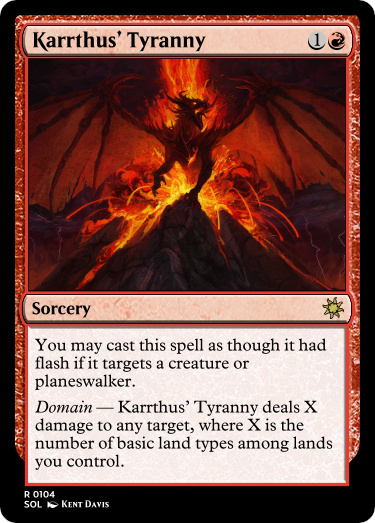 Karrthus' Tyranny 1
Sorcery
You may cast this spell as though it had
flash if it targets a creature or
planeswalker.
Domain — Karrthus' Tyranny deals X
damage to any target, where X is the
number of basic land types among lands
you control.
R 0104
SOL Kent Davis